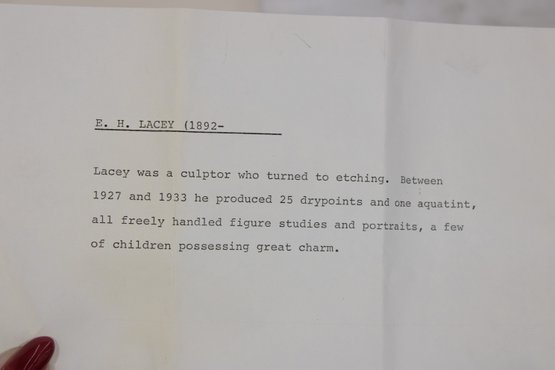 E. H. LACEY (1892-
Lacey was a culptor who turned to etching. Between
1927 and 1933 he produced 25 drypoints and one aquatint,
all freely handled figure studies and portraits, a few
of children possessing great charm.